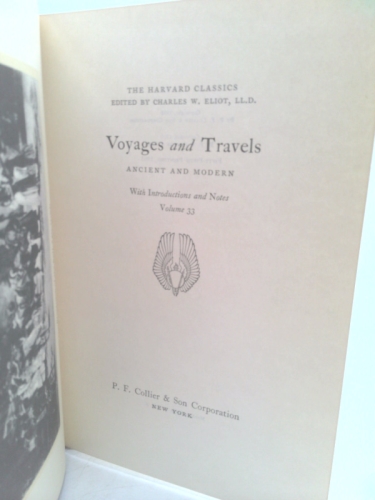 THE HARVARD CLASSICS
EDITED BY CHARLES W. ELIOT, LL.D.
Voyages and Travels
ANCIENT AND MODERN
With Introductions and Notes
Volume 33
P. F. Collier & Son Corporation
NEW YORK